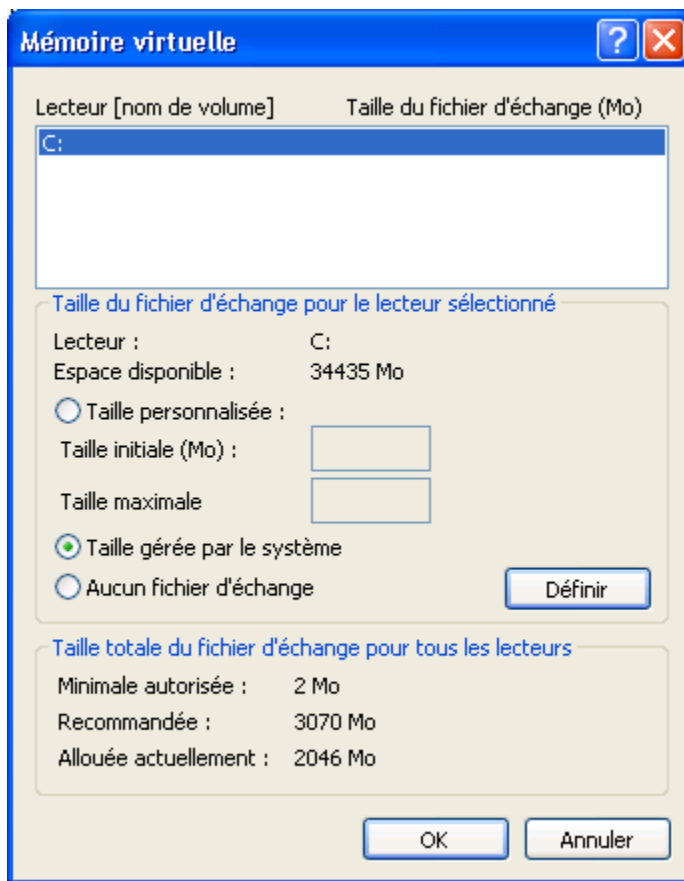 Mémoire virtuelle
Lecteur [nom de volume] Taille du fichier d'échange (Mo)
C:
Taille du fichier d'échange pour le lecteur sélectionné
Lecteur : C:
Espace disponible : 34435 Mo
Taille personnalisée :
Taille initiale (Mo) :
Taille maximale
Taille gérée par le système
Aucun fichier d'échange Définir
Taille totale du fichier d'échange pour tous les lecteurs
Minimale autorisée : 2 Mo
Recommandée : 3070 Mo
Allouée actuellement : 2046 Mo
OK Annuler